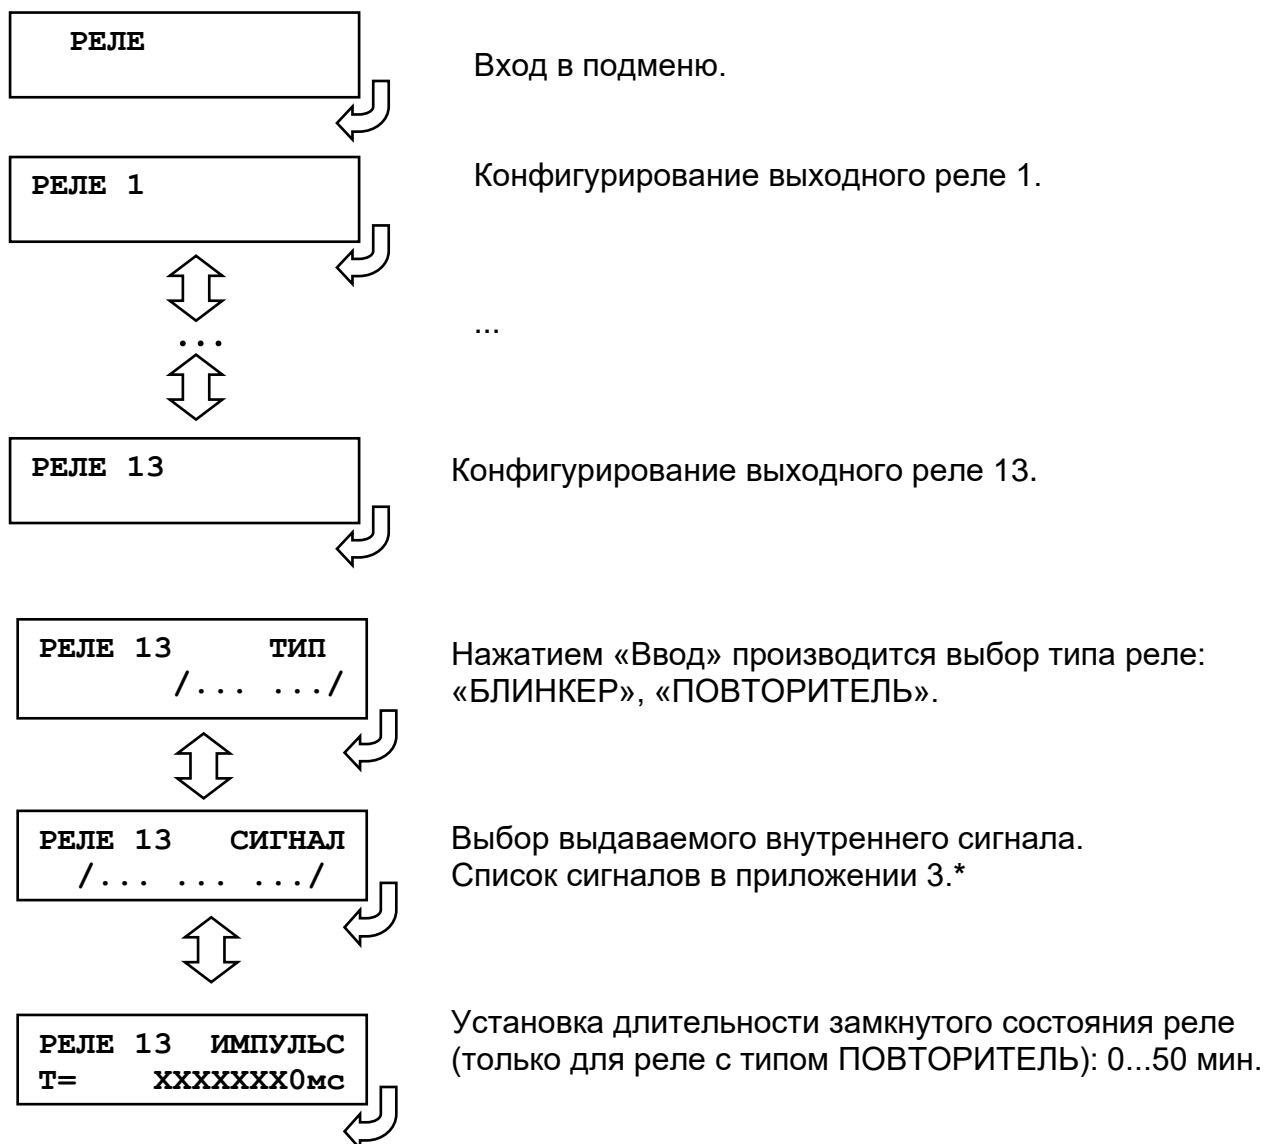 РЕЛЕ
Вход в подменю.
РЕЛЕ 1
Конфигурирование выходного реле 1.
...
...
РЕЛЕ 13
Конфигурирование выходного реле 13.
РЕЛЕ 13 ТИП
/... .../
Нажатием «Ввод» производится выбор типа реле:
«БЛИНКЕР», «ПОВТОРИТЕЛЬ».
РЕЛЕ 13 СИГНАЛ
/... ... .../
Выбор выдаваемого внутреннего сигнала.
Список сигналов в приложении 3.*
РЕЛЕ 13 ИМПУЛЬС
Т= ХХХХХХХ0мс
Установка длительности замкнутого состояния реле
(только для реле с типом ПОВТОРИТЕЛЬ): 0...50 мин.